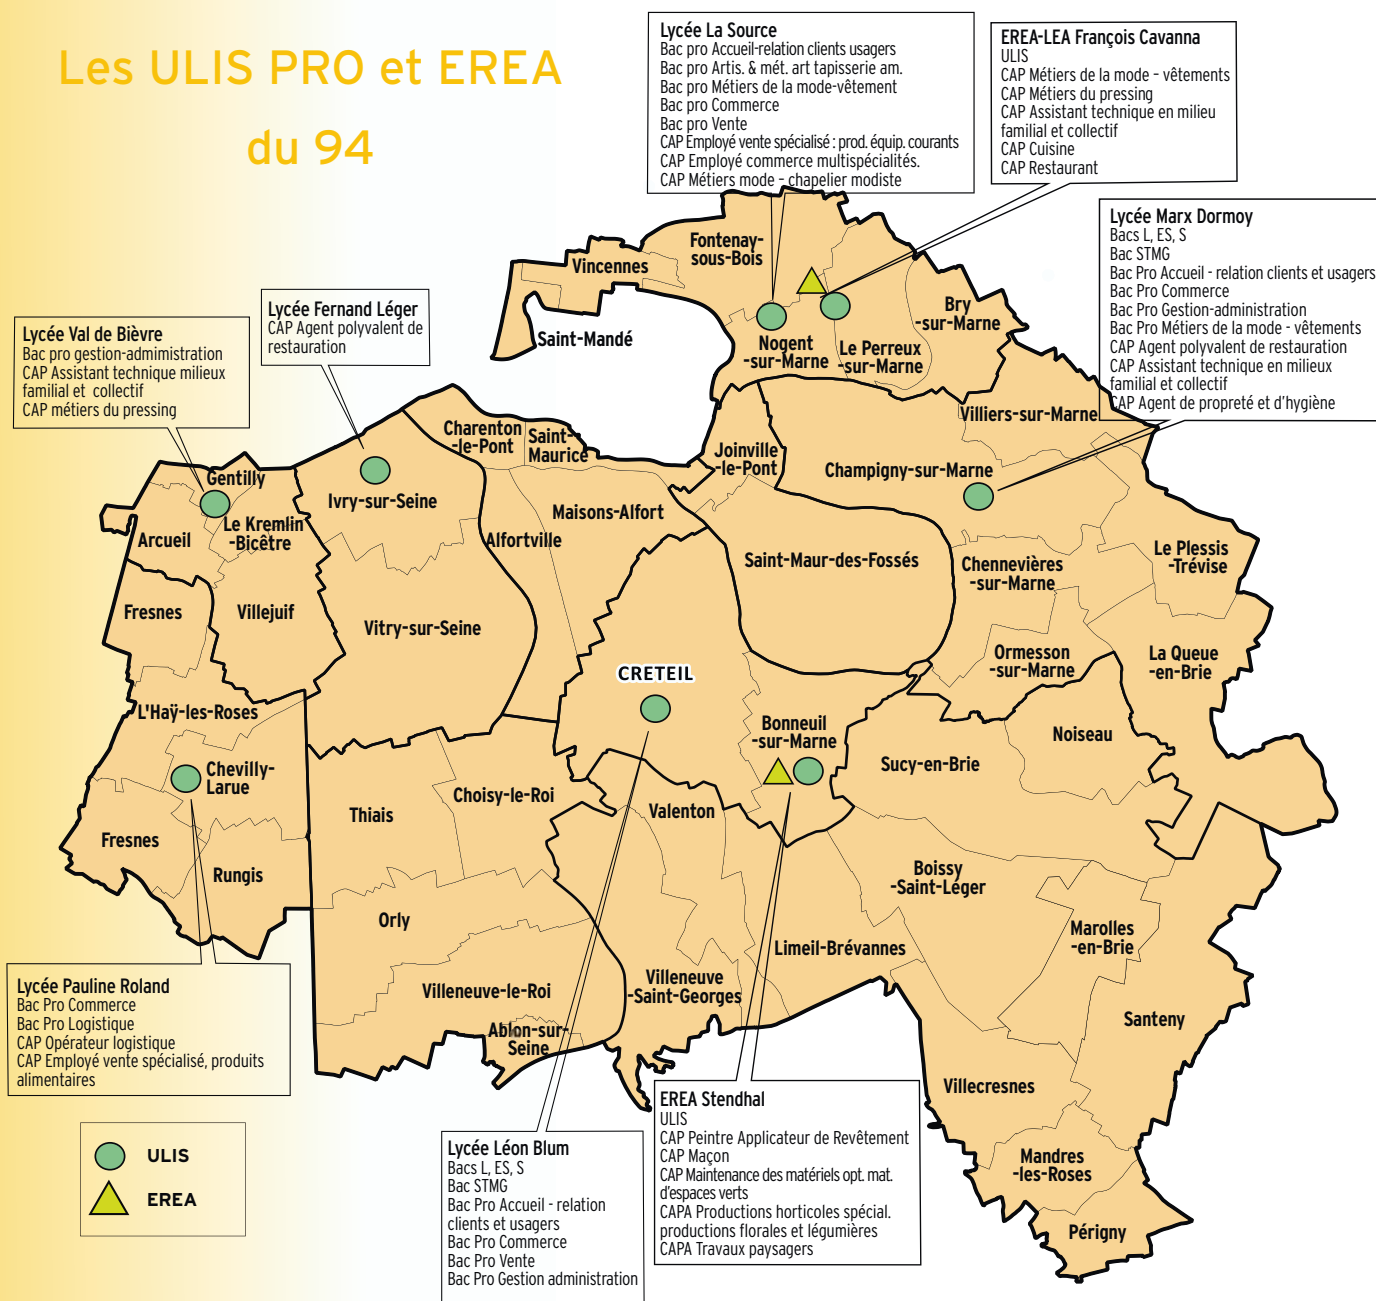 Les ULIS PRO et EREA
du 94
Lycée La Source
Bac pro Accueil-relation clients usagers
Bac pro Artis. & mét. art tapisserie am.
Bac pro Métiers de la mode-vêtement
Bac pro Commerce
Bac pro Vente
CAP Employé vente spécialisé : prod. équip. courants
CAP Employé commerce multispécialités.
CAP Métiers mode - chapelier modiste
EREA-LEA François Cavanna
ULIS
CAP Métiers de la mode - vêtements
CAP Métiers du pressing
CAP Assistant technique en milieu
familial et collectif
CAP Cuisine
CAP Restaurant
Lycée Marx Dormoy
Bacs L, ES, S
Bac STMG
Bac Pro Accueil - relation clients et usagers
Bac Pro Commerce
Bac Pro Gestion-administration
Bac Pro Métiers de la mode - vêtements
CAP Agent polyvalent de restauration
CAP Assistant technique en milieux
familial et collectif
CAP Agent de propreté et d'hygiène
Lycée Fernand Léger
CAP Agent polyvalent de
restauration
Lycée Val de Bièvre
Bac pro gestion-admimistration
CAP Assistant technique milieux
familial et collectif
CAP métiers du pressing
Fontenay-
sous-Bois
Vincennes
Saint-Mandé
Bry
-sur-Marne
Nogent
-sur-Marne
Le Perreux
-sur-Marne
Villiers-sur-Marne
Charenton
-le-Pont
Saint-
Maurice
Joinville
-le-Pont
Champigny-sur-Marne
Gentilly
Ivry-sur-Seine
Le Kremlin
-Bicêtre
Arcueil
Maisons-Alfort
Alfortville
Saint-Maur-des-Fossés
Chennevières
-sur-Marne
Le Plessis
-Trévise
Fresnes
Villejuif
Vitry-sur-Seine
Ormesson
-sur-Marne
La Queue
-en-Brie
CRETEIL
L'Haÿ-les-Roses
Bonneuil
-sur-Marne
Noiseau
Sucy-en-Brie
Chevilly-
Larue
Choisy-le-Roi
Thiais
Valenton
Fresnes
Rungis
Boissy
-Saint-Léger
Orly
Marolles
-en-Brie
Limeil-Brévannes
Villeneuve-le-Roi
Villeneuve
-Saint-Georges
Ablon-sur-
Seine
Santeny
Villecresnes
Mandres
-les-Roses
Périgny
Lycée Pauline Roland
Bac Pro Commerce
Bac Pro Logistique
CAP Opérateur logistique
CAP Employé vente spécialisé, produits
alimentaires
ULIS
EREA
Lycée Léon Blum
Bacs L, ES, S
Bac STMG
Bac Pro Accueil - relation
clients et usagers
Bac Pro Commerce
Bac Pro Vente
Bac Pro Gestion administration
EREA Stendhal
ULIS
CAP Peintre Applicateur de Revêtement
CAP Maçon
CAP Maintenance des matériels opt. mat.
d'espaces verts
CAPA Productions horticoles spécial.
productions florales et légumières
CAPA Travaux paysagers